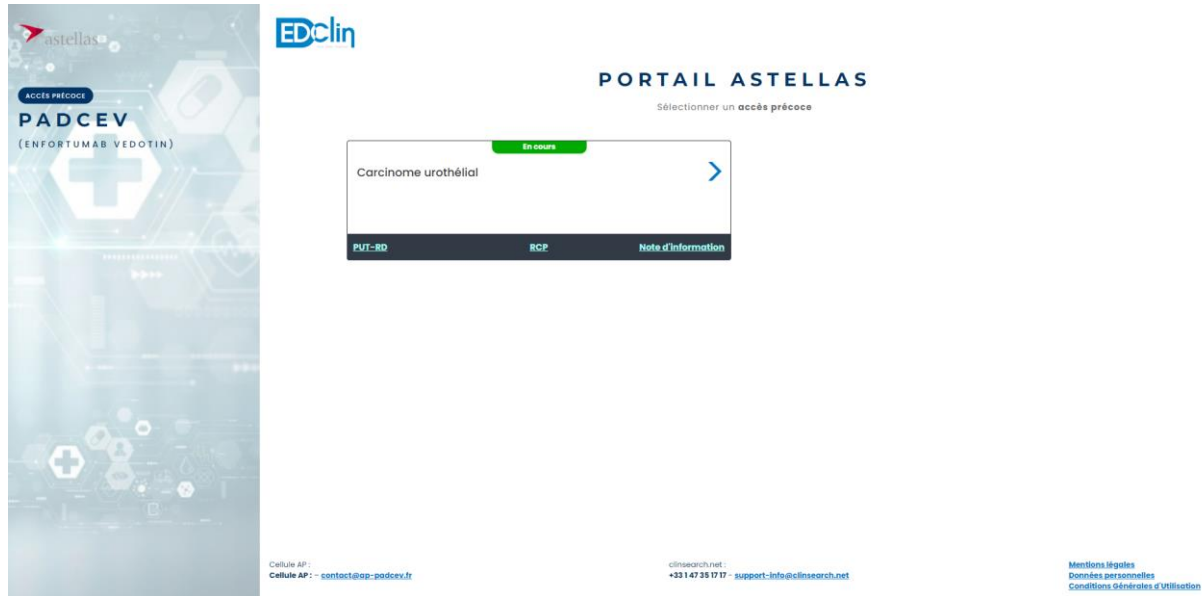 astellas
ACCÈS PRÉCOCE
PADCEV
(ENFORTUMAB VEDOTIN)
EDClin
PORTAIL ASTELLAS
Sélectionner un accès précoce
En cours
Carcinome urothélial
PUT-RD RCP Note d'information
Cellule AP :
Cellule AP : - contact@ap-padcev.fr
clinsearch.net :
+33 1 47 35 17 17 - support-info@clinsearch.net
Mentions légales
Données personnelles
Conditions Générales d'Utilisation